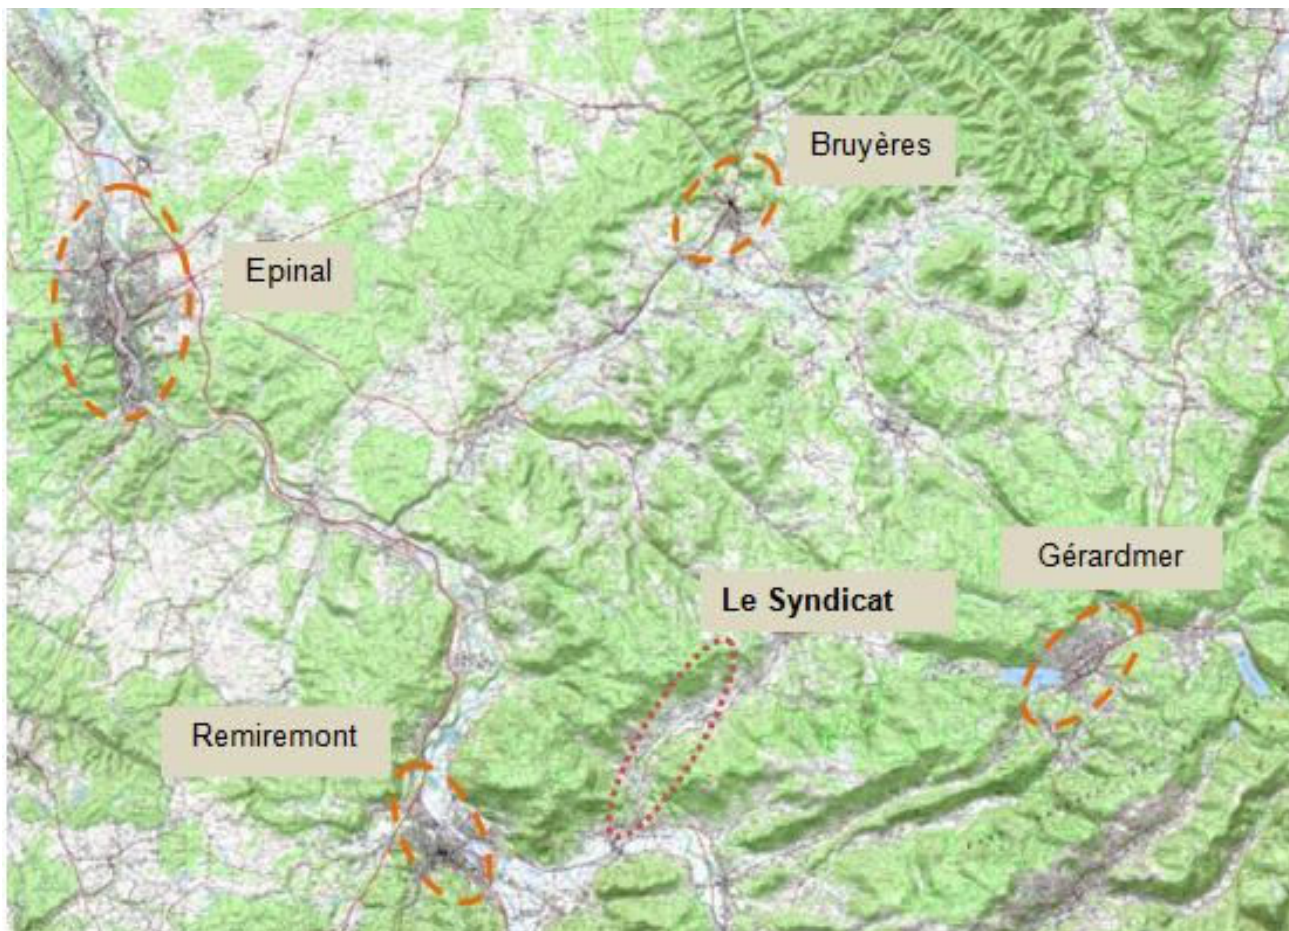 Bruyères
Epinal
Gérardmer
Le Syndicat
Remiremont